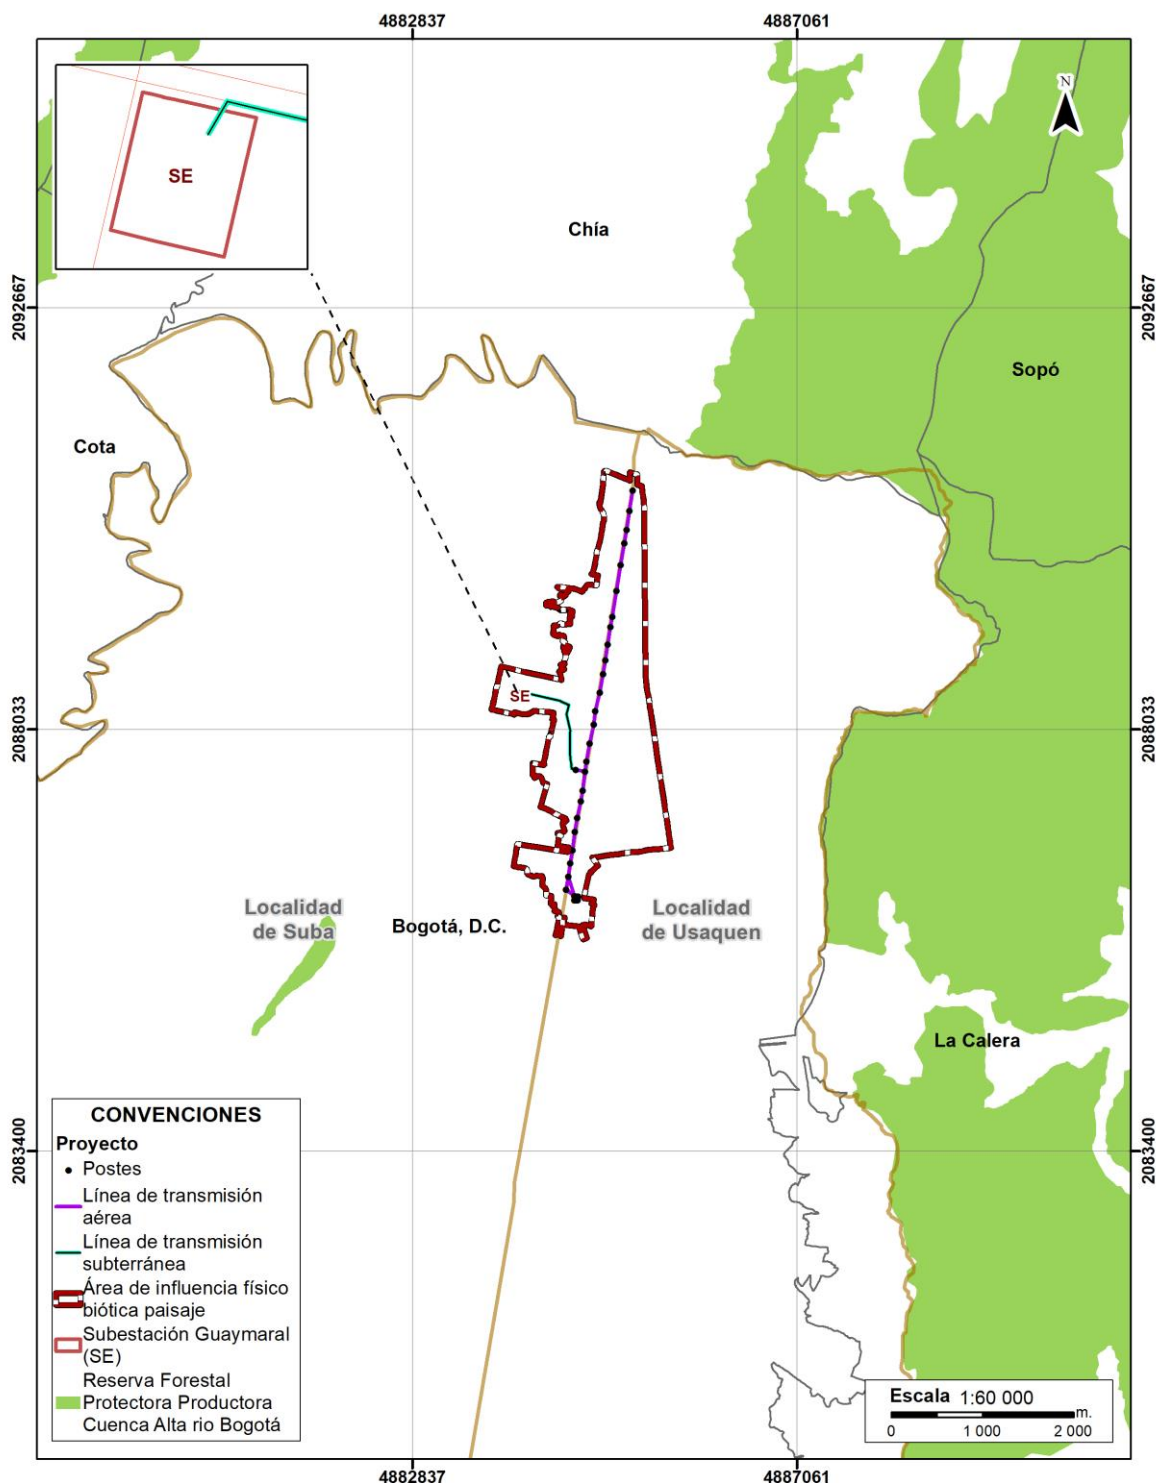 4882837
4887061
N
SE
Chía
2092667
2092667
Sopó
Cota
SE
2088033
2088033
Localidad
de Suba
Bogotá, D.C.
Localidad
de Usaquen
La Calera
CONVENCIONES
Proyecto
Postes
Línea de transmisión
aérea
Línea de transmisión
subterránea
Área de influencia físico
biótica paisaje
Subestación Guaymaral
(SE)
Reserva Forestal
Protectora Productora
Cuenca Alta rio Bogotá
2083400
2083400
Escala 1:60 000
m.
0 1 000 2 000
4882837
4887061